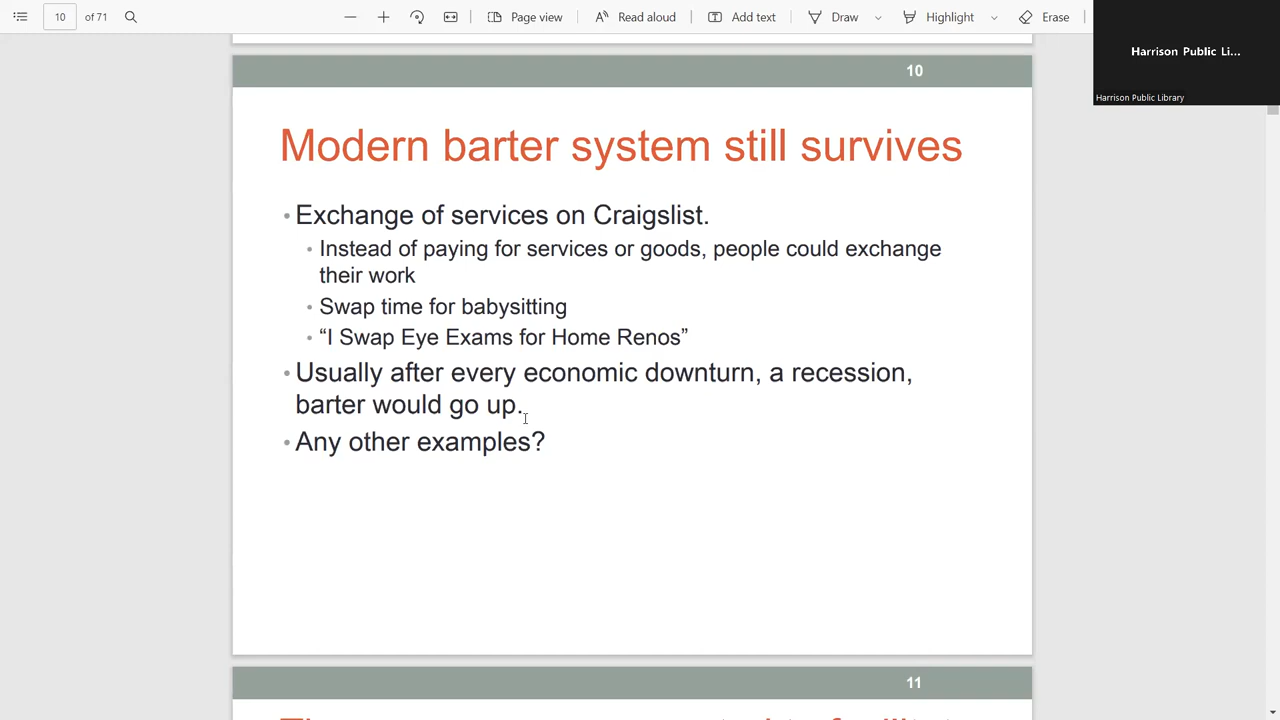 10 of 71
Page view
Read aloud
Add text
Draw
Highlight
Erase
Harrison Public Li...
Harrison Public Library
10
Modern barter system still survives
• Exchange of services on Craigslist.
• Instead of paying for services or goods, people could exchange
their work
• Swap time for babysitting
• “I Swap Eye Exams for Home Renos”
• Usually after every economic downturn, a recession,
barter would go up.
• Any other examples?
11